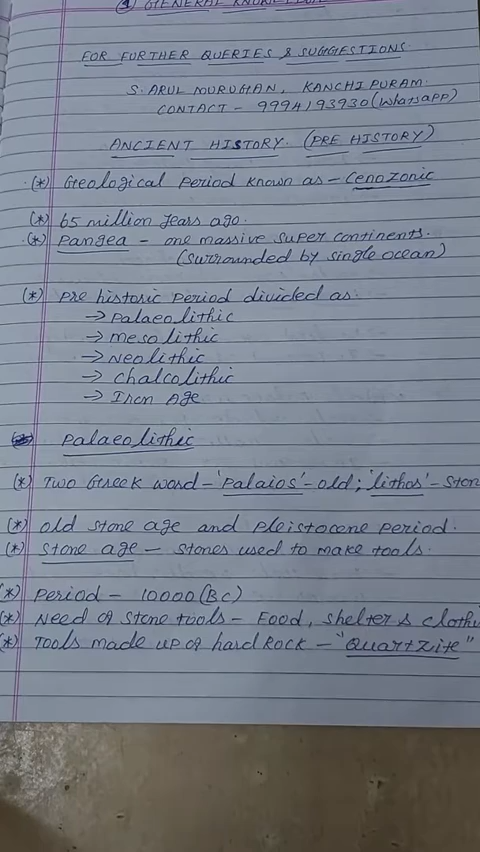 GENERAL KNOWLEDGE
FOR FURTHER QUERIES & SUGGESTIONS
S. ARUL MURUGHAN, KANCHIPURAM.
CONTACT - 9994193930 (Whatsapp)
ANCIENT HISTORY. (PRE HISTORY)
(*) Geological Period known as - Cenozonic
(*) 65 million years ago.
(*) Pangea - one massive super continents.
(surrounded by single ocean)
(*) Pre historic Period divided as.
→ Palaeolithic
→ Mesolithic
→ Neolithic
→ Chalcolithic
→ Iron Age
Palaeolithic
(*) Two Greek word - 'Palaios' - old; 'lithos' - Ston
(*) Old stone age and Pleistocene Period.
(*) Stone age - stones used to make tools.
(*) Period - 10000 (BC)
(*) Need of Stone tools - Food, Shelter & clothi
(*) Tools made up of hard Rock - "Quartzite"